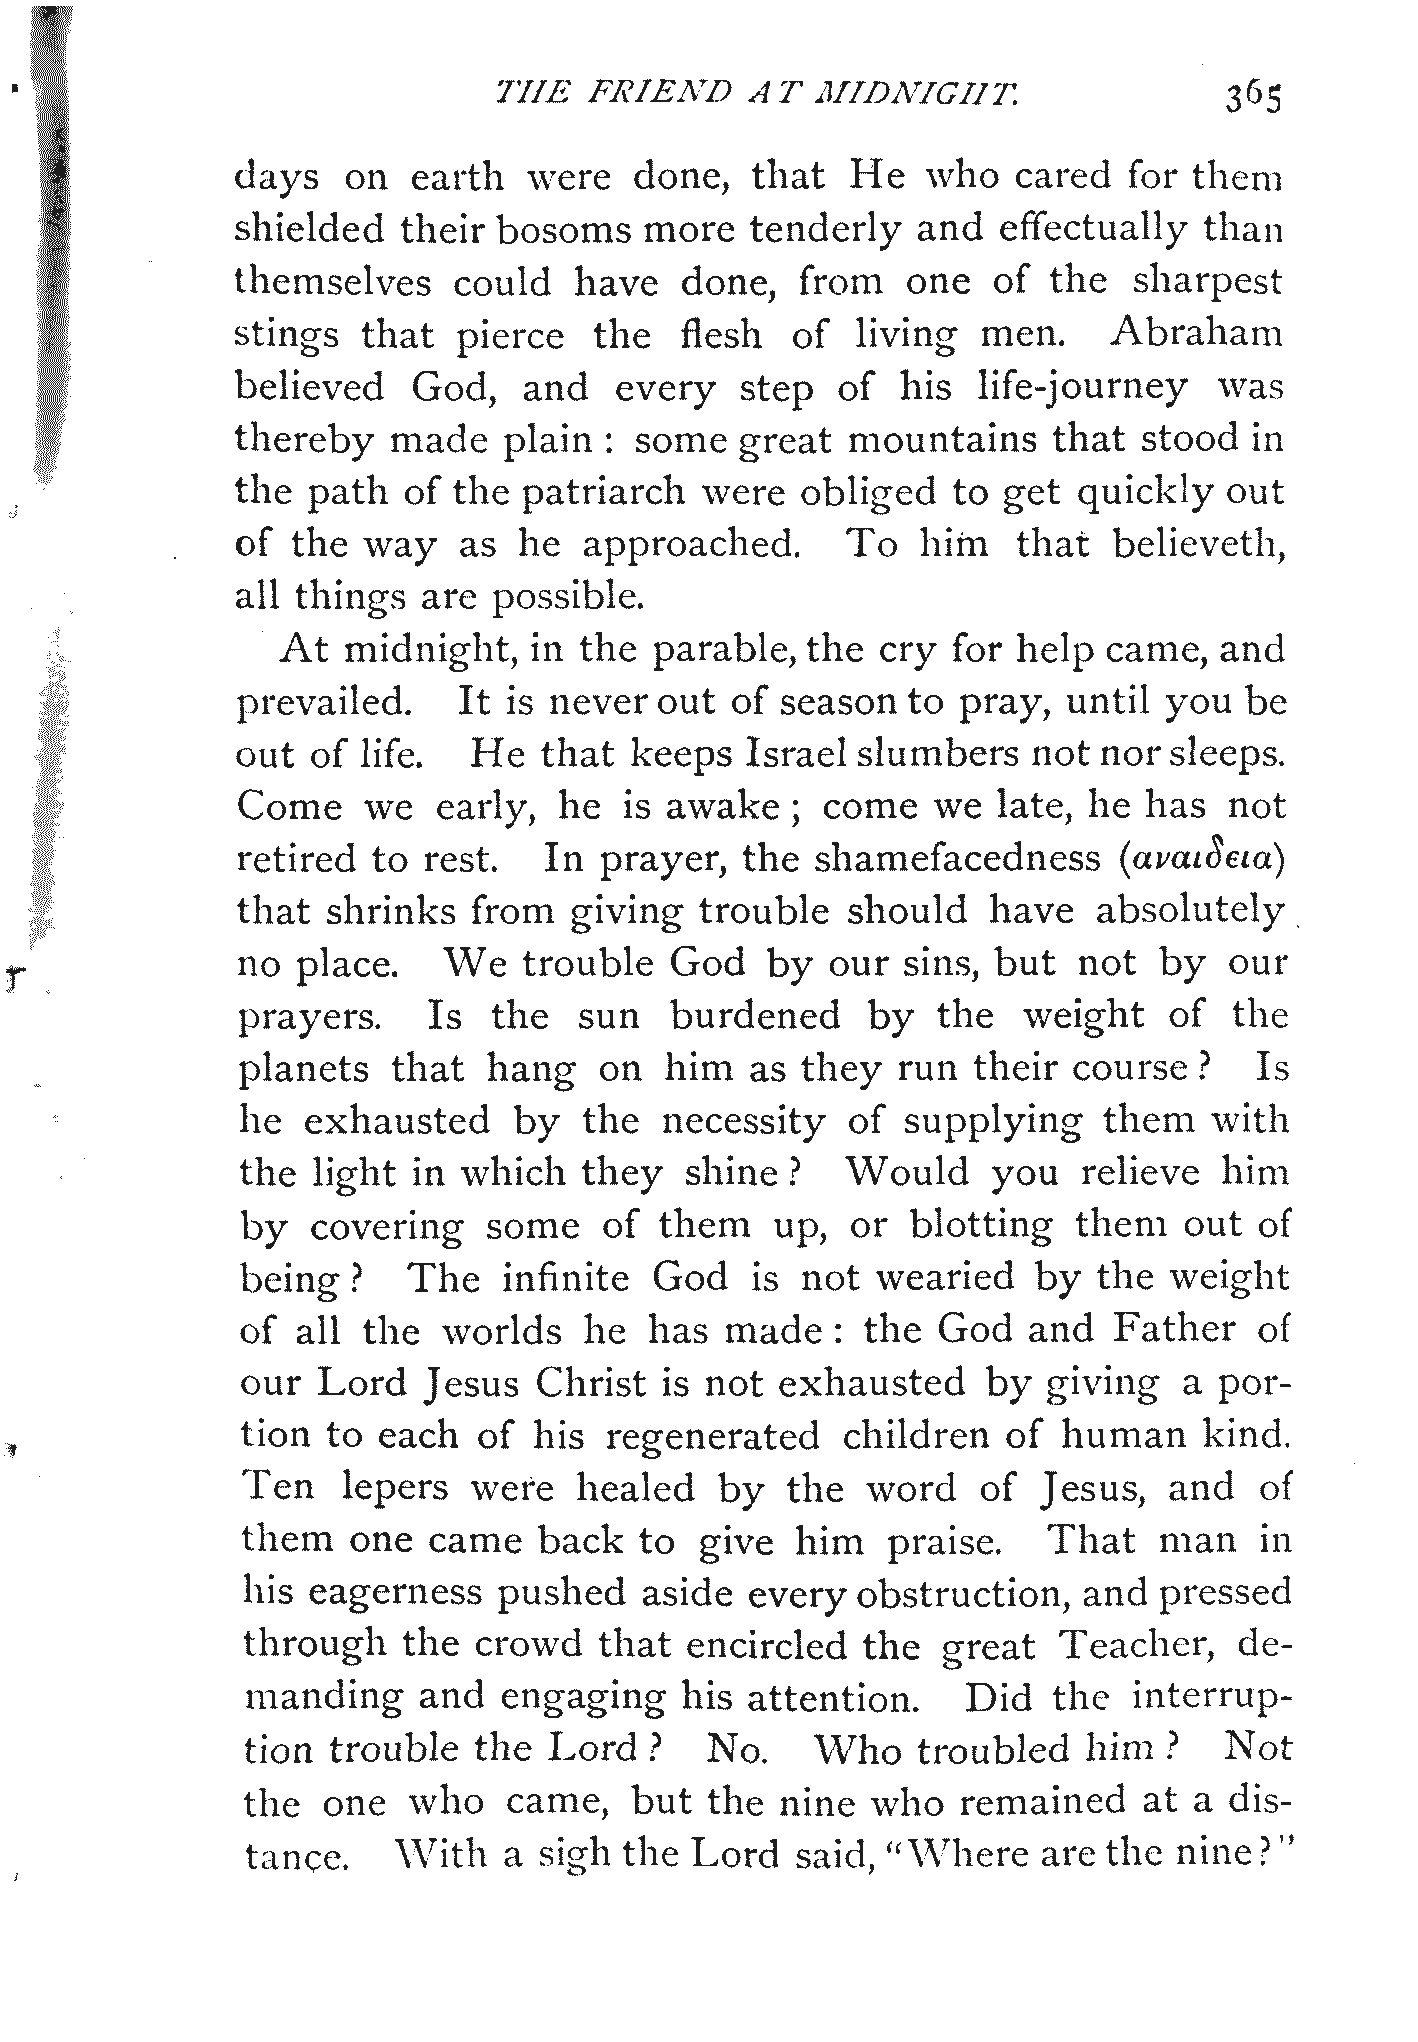 THE FRIEND AT MIDNIGHT. 365
days on earth were done, that He who cared for them
shielded their bosoms more tenderly and effectually than
themselves could have done, from one of the sharpest
stings that pierce the flesh of living men. Abraham
believed God, and every step of his life-journey was
thereby made plain : some great mountains that stood in
the path of the patriarch were obliged to get quickly out
of the way as he approached. To him that believeth,
all things are possible.
At midnight, in the parable, the cry for help came, and
prevailed. It is never out of season to pray, until you be
out of life. He that keeps Israel slumbers not nor sleeps.
Come we early, he is awake ; come we late, he has not
retired to rest. In prayer, the shamefacedness (αναιδεια)
that shrinks from giving trouble should have absolutely
no place. We trouble God by our sins, but not by our
prayers. Is the sun burdened by the weight of the
planets that hang on him as they run their course ? Is
he exhausted by the necessity of supplying them with
the light in which they shine ? Would you relieve him
by covering some of them up, or blotting them out of
being ? The infinite God is not wearied by the weight
of all the worlds he has made : the God and Father of
our Lord Jesus Christ is not exhausted by giving a por-
tion to each of his regenerated children of human kind.
Ten lepers were healed by the word of Jesus, and of
them one came back to give him praise. That man in
his eagerness pushed aside every obstruction, and pressed
through the crowd that encircled the great Teacher, de-
manding and engaging his attention. Did the interrup-
tion trouble the Lord ? No. Who troubled him ? Not
the one who came, but the nine who remained at a dis-
tance. With a sigh the Lord said, "Where are the nine?"